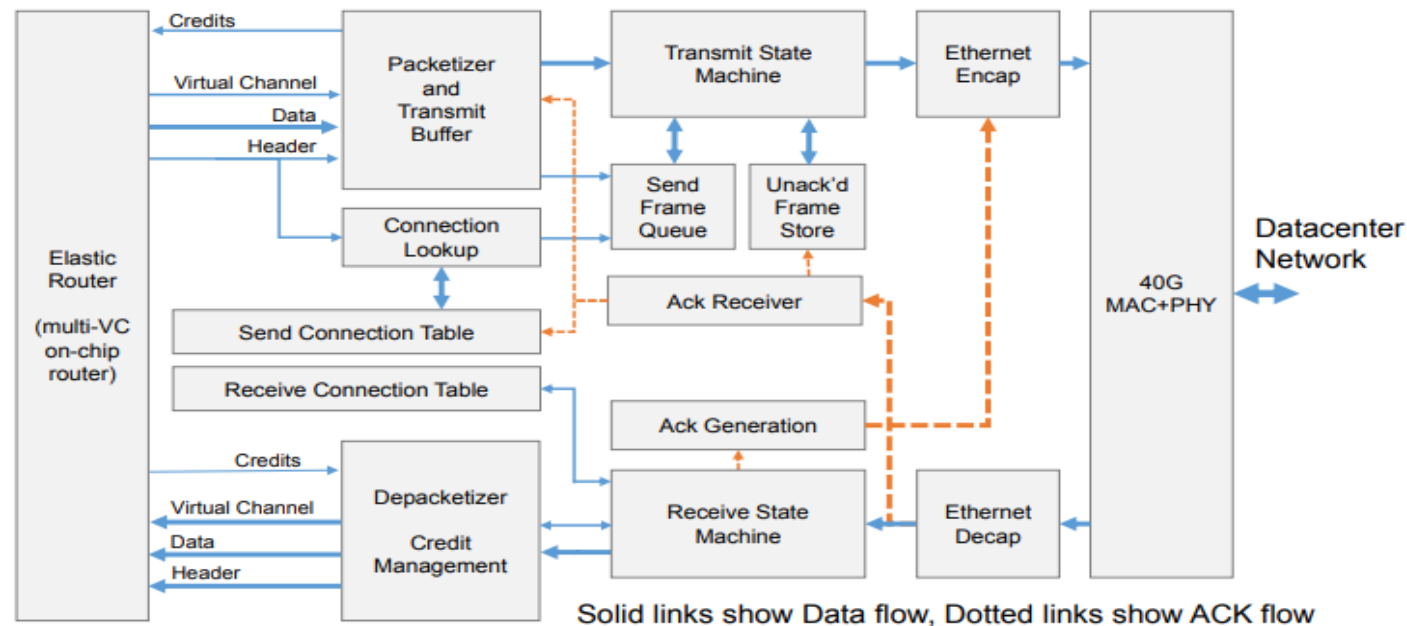 Credits
Virtual Channel
Data
Header
Packetizer
and
Transmit
Buffer
Transmit State
Machine
Ethernet
Encap
Send
Frame
Queue
Unack'd
Frame
Store
Connection
Lookup
Elastic
Router
(multi-VC
on-chip
router)
Ack Receiver
40G
MAC+PHY
Datacenter
Network
Send Connection Table
Receive Connection Table
Ack Generation
Credits
Virtual Channel
Data
Header
Depacketizer
Credit
Management
Receive State
Machine
Ethernet
Decap
Solid links show Data flow, Dotted links show ACK flow